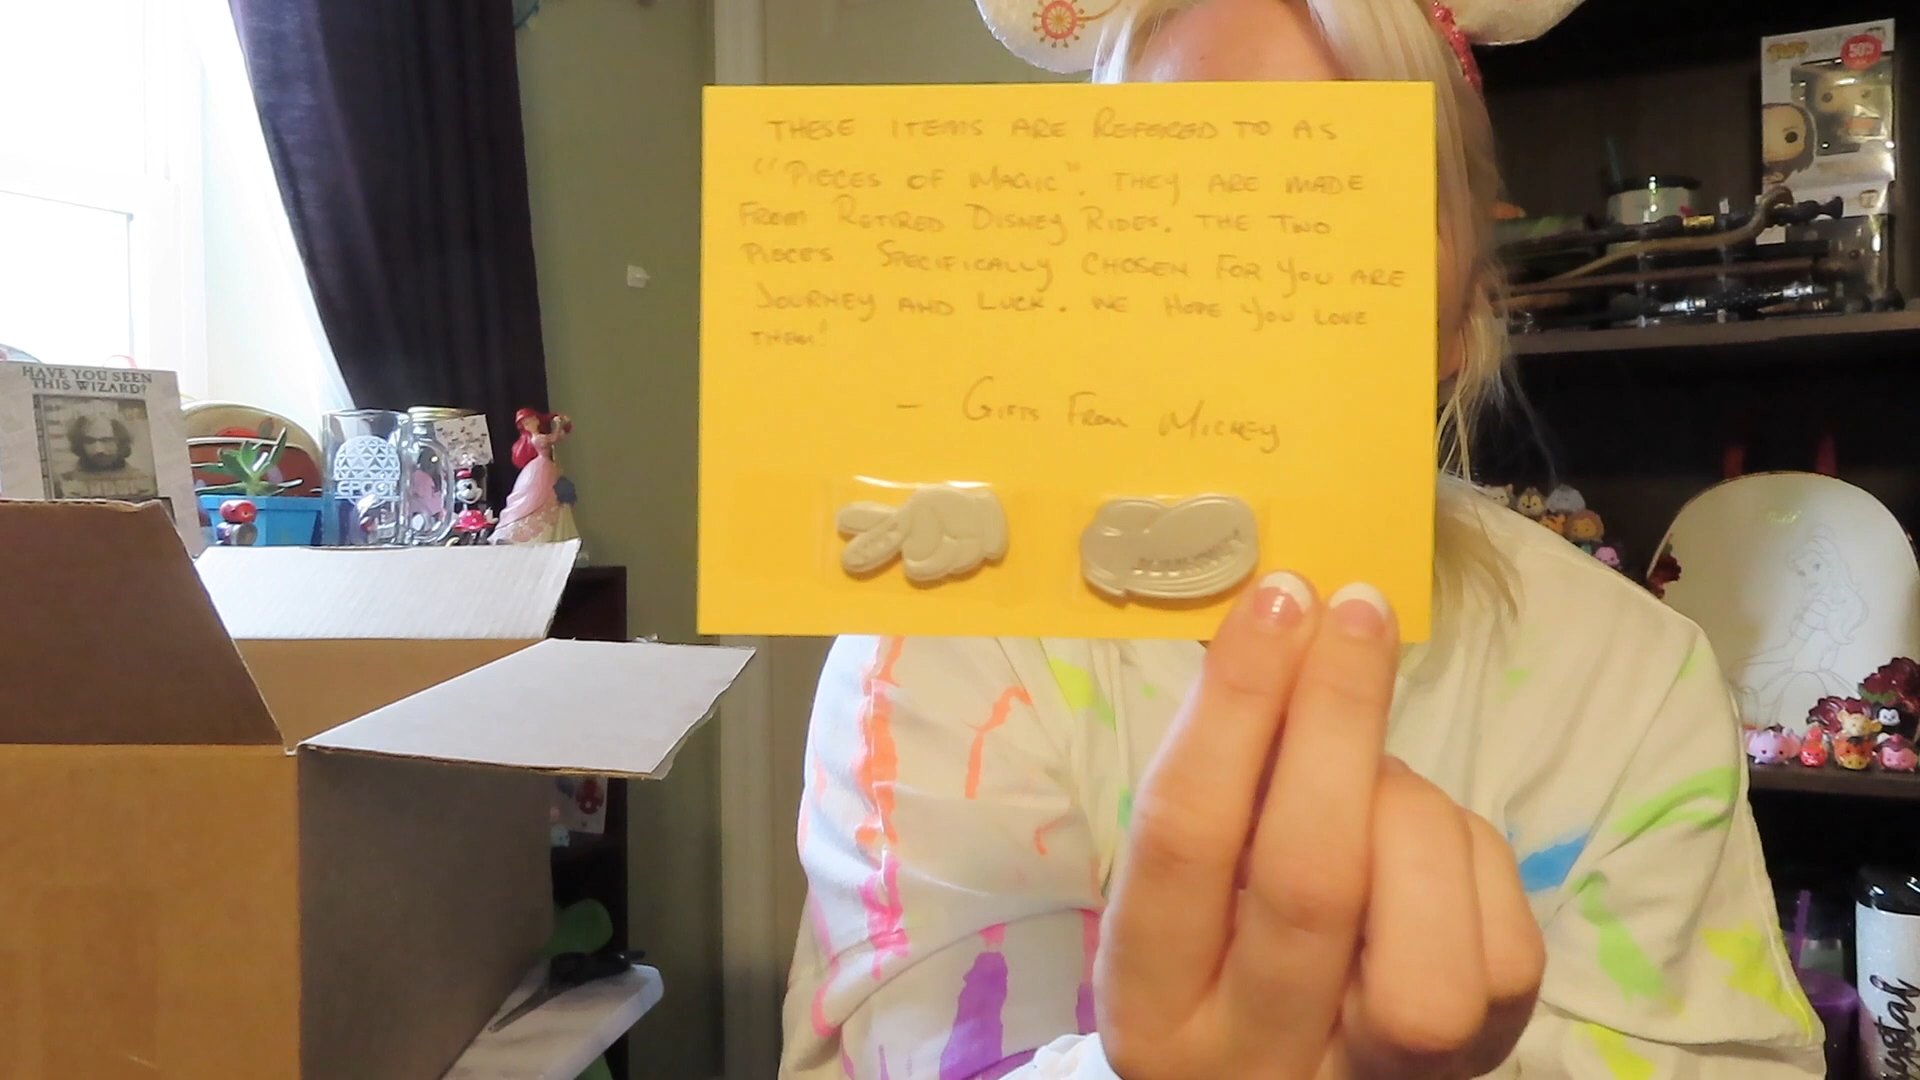 THESE ITEMS ARE REFERED TO AS
"PIECES OF MAGIC". THEY ARE MADE
FROM RETIRED DISNEY RIDES. THE TWO
PIECES SPECIFICALLY CHOSEN FOR YOU ARE
JOURNEY AND LUCK. WE HOPE YOU LOVE
THEM!
- GIFTS FROM MICKEY
HAVE YOU SEEN
THIS WIZARD?
EPCOT
50%